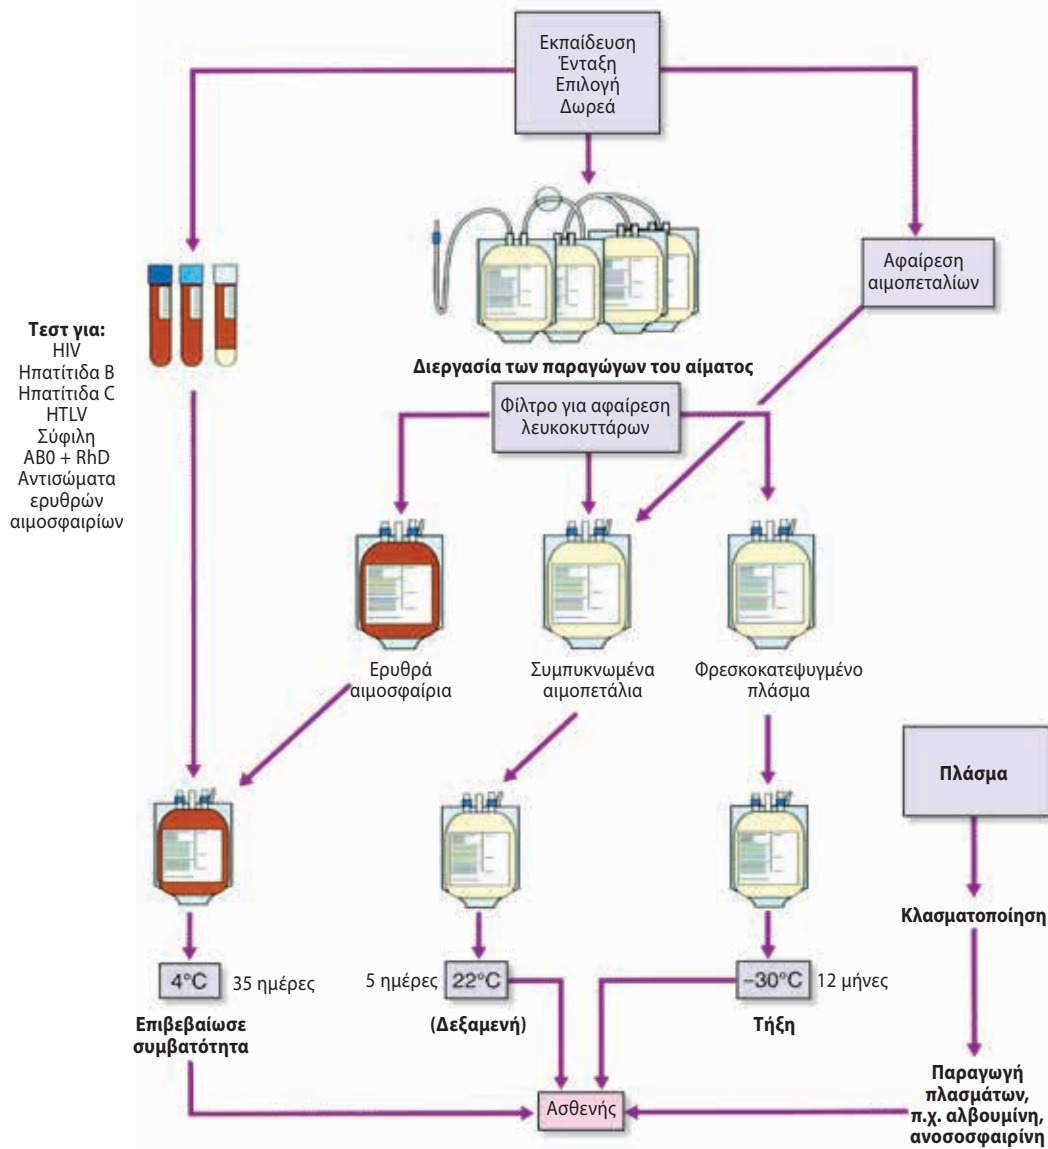 Εκπαίδευση
Ένταξη
Επιλογή
Δωρεά
Αφαίρεση
αιμοπεταλίων
Τεστ για:
HIV
Ηπατίτιδα B
Ηπατίτιδα C
HTLV
Σύφιλη
AB0 + RhD
Αντισώματα
ερυθρών
αιμοσφαιρίων
Διεργασία των παραγώγων του αίματος
Φίλτρο για αφαίρεση
λευκοκυττάρων
Ερυθρά
αιμοσφαίρια
Συμπυκνωμένα
αιμοπετάλια
Φρεσκοκατεψυγμένο
πλάσμα
Πλάσμα
Κλασματοποίηση
4°C
35 ημέρες
5 ημέρες
22°C
–30°C
12 μήνες
Επιβεβαίωσε
συμβατότητα
(Δεξαμενή)
Τήξη
Παραγωγή
πλασμάτων,
π.χ. αλβουμίνη,
ανοσοσφαιρίνη
Ασθενής